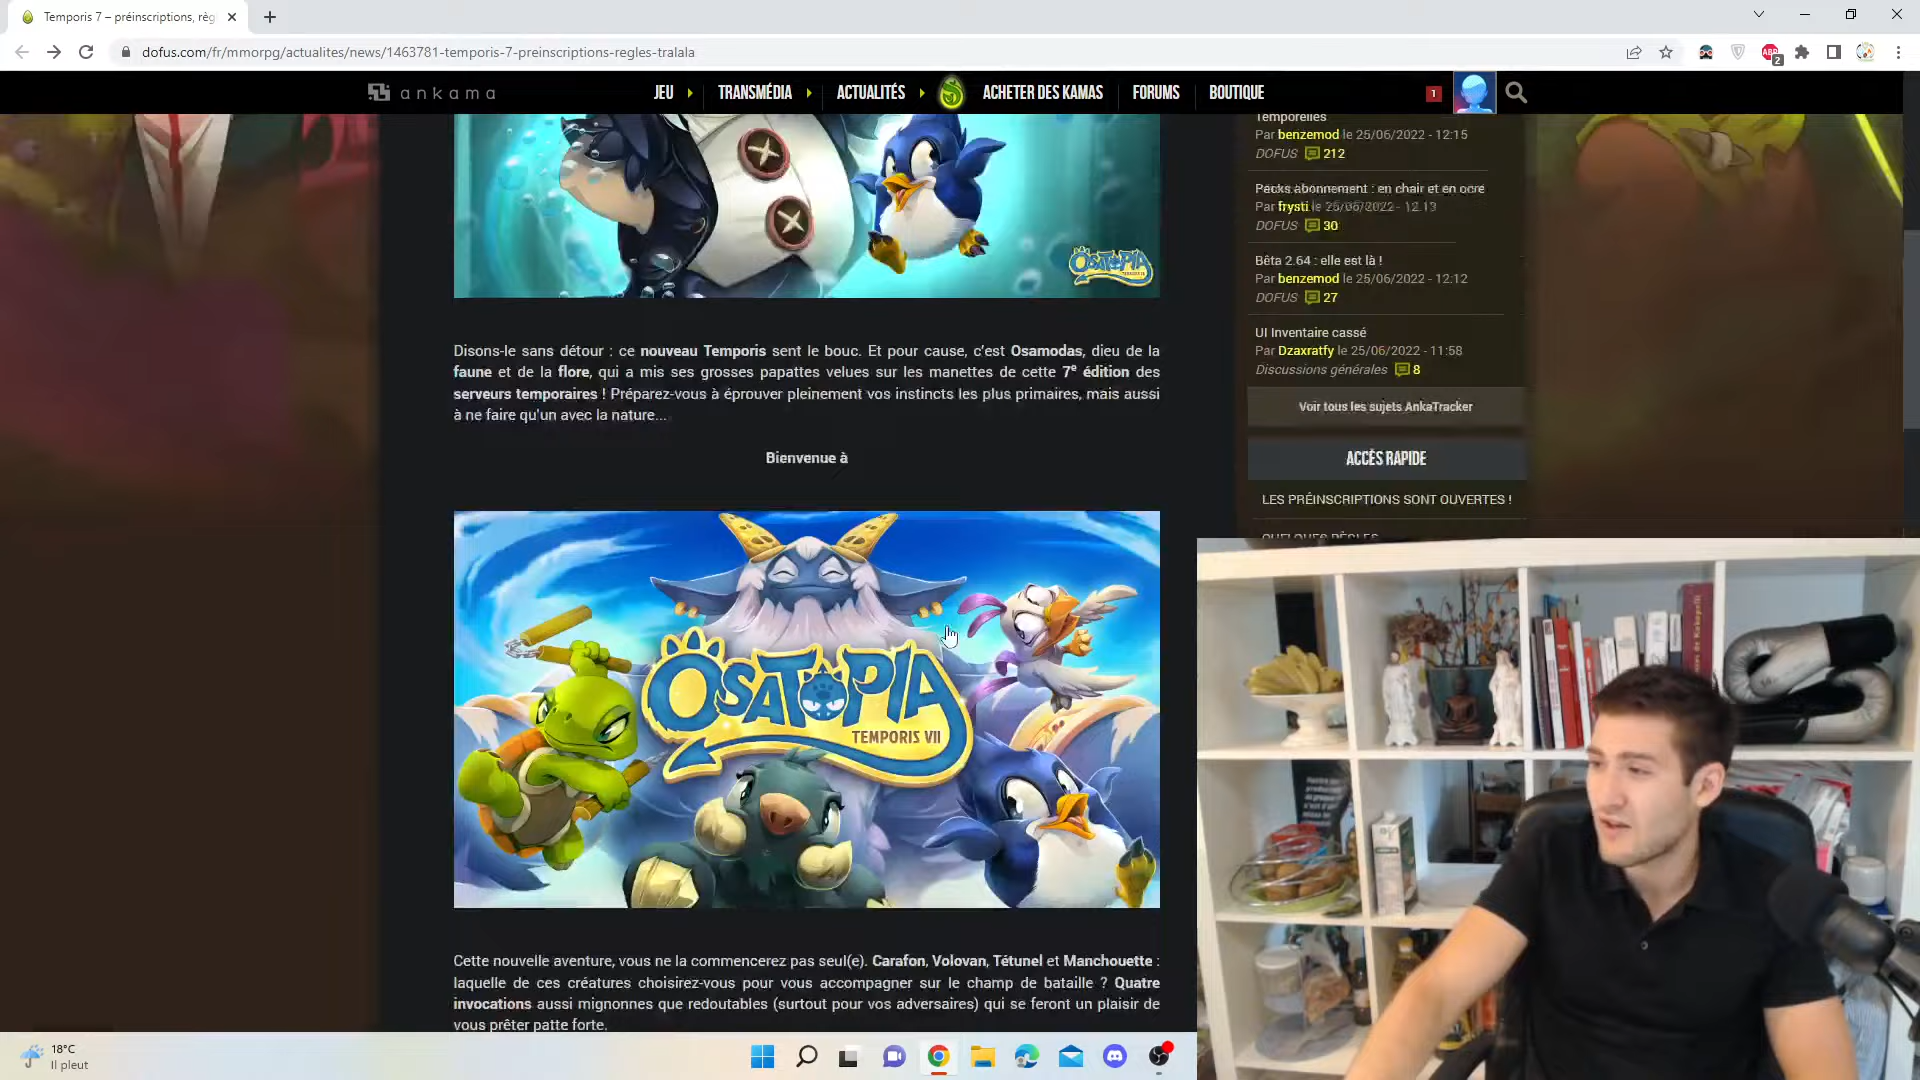 Temporis 7 – préinscriptions, règ
dofus.com/fr/mmorpg/actualites/news/1463781-temporis-7-preinscriptions-regles-tralala
ABP
2
ankama
JEU
TRANSMÉDIA
ACTUALITÉS
ACHETER DES KAMAS
FORUMS
BOUTIQUE
1
OSATOPIA
Disons-le sans détour : ce nouveau Temporis sent le bouc. Et pour cause, c'est Osamodas, dieu de la
faune et de la flore, qui a mis ses grosses papattes velues sur les manettes de cette 7e édition des
serveurs temporaires ! Préparez-vous à éprouver pleinement vos instincts les plus primaires, mais aussi
à ne faire qu'un avec la nature...
Bienvenue à
OSATOPIA
TEMPORIS VII
Cette nouvelle aventure, vous ne la commencerez pas seul(e). Carafon, Volovan, Tétunel et Manchouette :
laquelle de ces créatures choisirez-vous pour vous accompagner sur le champ de bataille ? Quatre
invocations aussi mignonnes que redoutables (surtout pour vos adversaires) qui se feront un plaisir de
vous prêter patte forte.
Temporelles
Par benzemod le 25/06/2022 - 12:15
DOFUS 212
Packs abonnement : en chair et en ocre
Par frysti le 25/06/2022 - 12:13
DOFUS 30
Bêta 2.64 : elle est là !
Par benzemod le 25/06/2022 - 12:12
DOFUS 27
UI Inventaire cassé
Par Dzaxratfy le 25/06/2022 - 11:58
Discussions générales 8
Voir tous les sujets AnkaTracker
ACCÈS RAPIDE
LES PRÉINSCRIPTIONS SONT OUVERTES !
QUELQUES RÈGLES
18°C
Il pleut